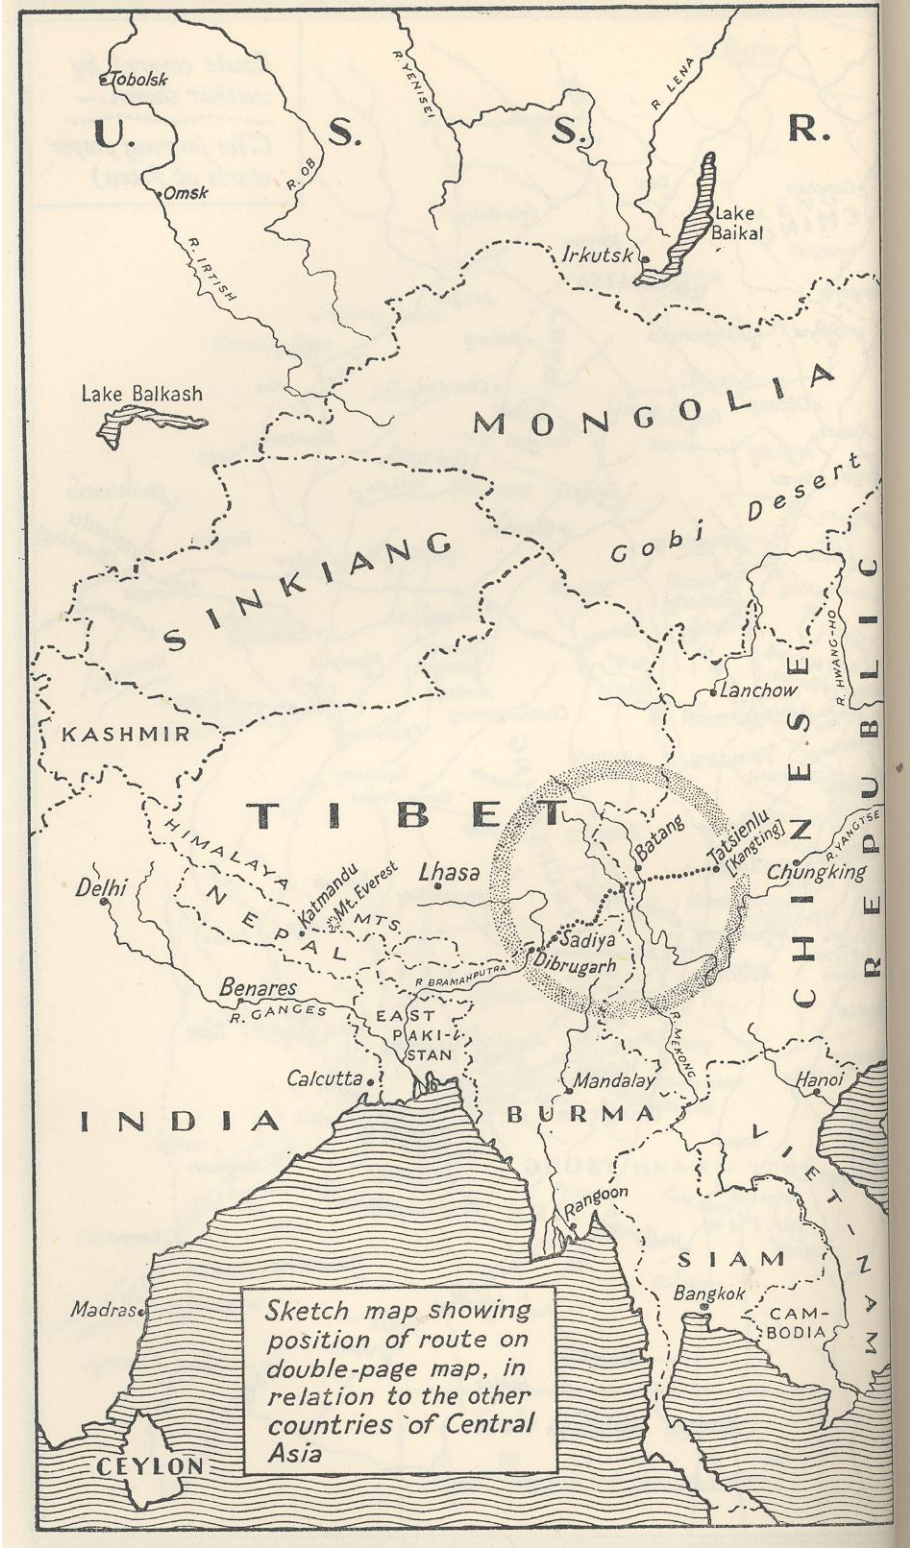 Tobolsk
U. S. S. R.
R. YENISEI
R. LENA
R. OB
Omsk
Lake
Baikal
R. IRTISH
Irkutsk
Lake Balkash
MONGOLIA
Gobi Desert
SINKIANG
Lanchow
R. HWANG-HO
KASHMIR
CHINESE
REPUBLIC
TIBET
HIMALAYA
MTS.
Batang
Tatsienlu
[Kangting]
R. YANGTSE
Chungking
Delhi
Lhasa
Katmandu
Mt. Everest
NEPAL
Sadiya
Dibrugarh
R BRAMAHPUTRA
Benares
R. GANGES
EAST
PAKI-
STAN
R. MEKONG
Calcutta
Mandalay
Hanoi
INDIA
BURMA
VIETINAM
Rangoon
SIAM
Bangkok
CAM-
BODIA
Madras
Sketch map showing
position of route on
double-page map, in
relation to the other
countries of Central
Asia
CEYLON